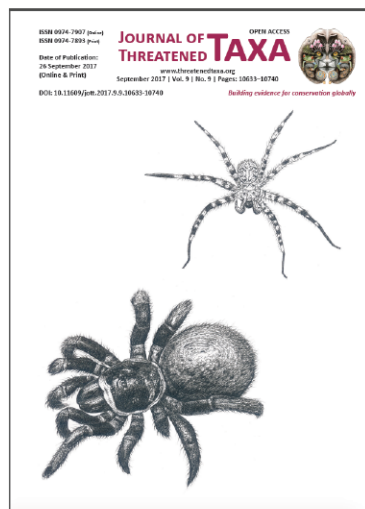 ISSN 0974-7907 (Online)
ISSN 0974-7893 (Print)
Date of Publication:
26 September 2017
(Online & Print)
DOI: 10.11609/jott.2017.9.9.10633-10740
OPEN ACCESS
JOURNAL OF
THREATENED TAXA
www.threatenedtaxa.org
September 2017 | Vol. 9 | No. 9 | Pages: 10633–10740
Building evidence for conservation globally